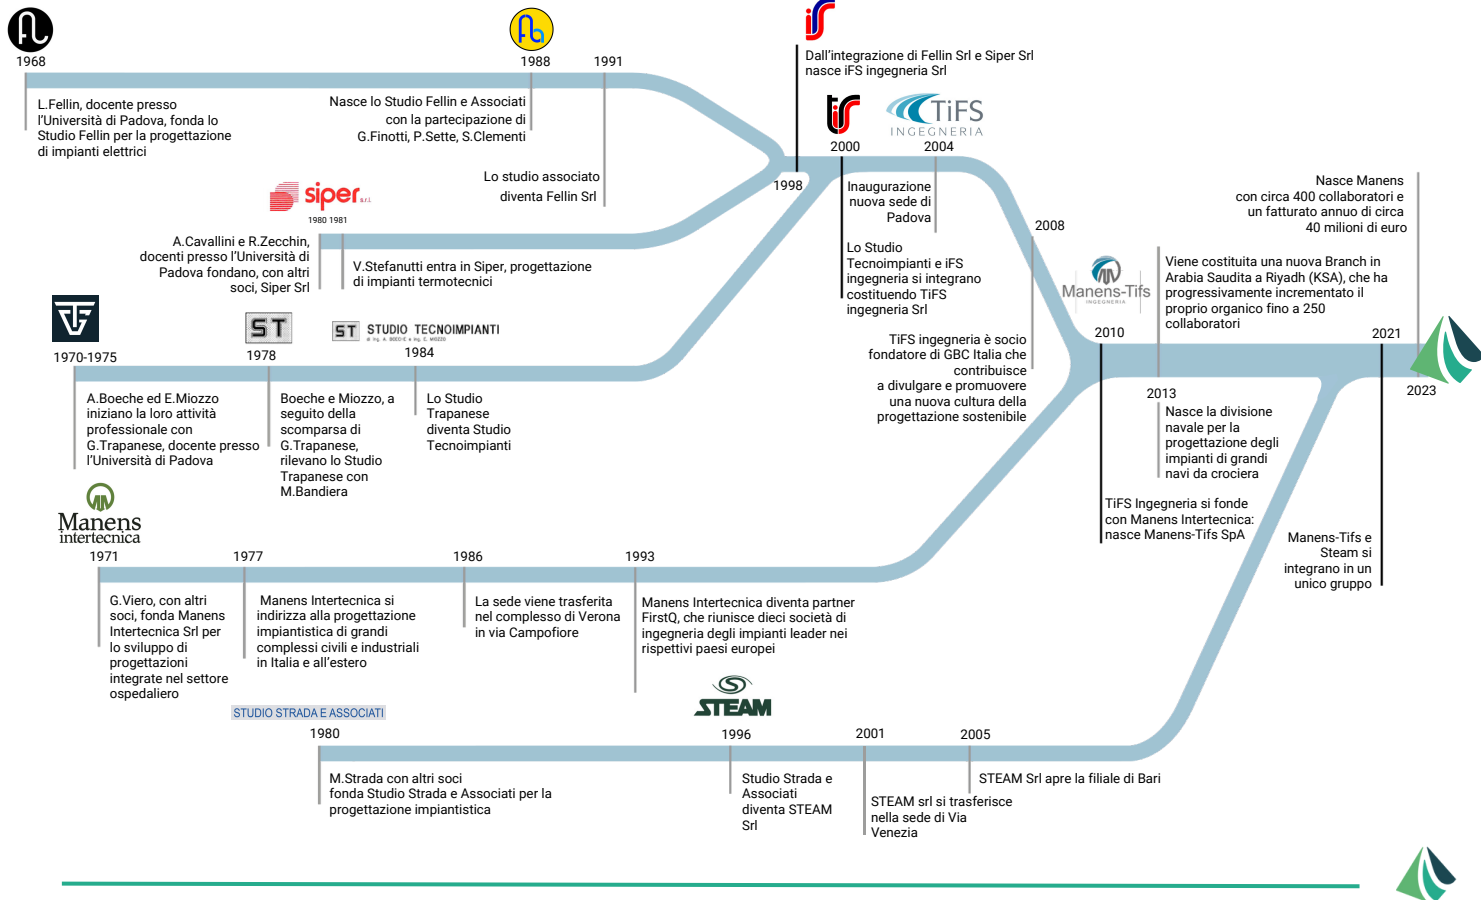 1968
L.Fellin, docente presso
l'Università di Padova, fonda lo
Studio Fellin per la progettazione
di impianti elettrici
1988
Nasce lo Studio Fellin e Associati
con la partecipazione di
G.Finotti, P.Sette, S.Clementi
1991
Lo studio associato
diventa Fellin Srl
siper s.r.l.
1980 1981
A.Cavallini e R.Zecchin,
docenti presso l'Università di
Padova fondano, con altri
soci, Siper Srl
V.Stefanutti entra in Siper, progettazione
di impianti termotecnici
1970-1975
A.Boeche ed E.Miozzo
iniziano la loro attività
professionale con
G.Trapanese, docente presso
l'Università di Padova
ST
1978
Boeche e Miozzo, a
seguito della
scomparsa di
G.Trapanese,
rilevano lo Studio
Trapanese con
M.Bandiera
ST STUDIO TECNOIMPIANTI
di ing. A. BOECHE e ing. E. MIOZZO
1984
Lo Studio
Trapanese
diventa Studio
Tecnoimpianti
iFS
Dall'integrazione di Fellin Srl e Siper Srl
nasce iFS ingegneria Srl
1998
TiFS
2000
Lo Studio
Tecnoimpianti e iFS
ingegneria si integrano
costituendo TiFS
ingegneria Srl
TiFS
INGEGNERIA
2004
Inaugurazione
nuova sede di
Padova
2008
TiFS ingegneria è socio
fondatore di GBC Italia che
contribuisce
a divulgare e promuovere
una nuova cultura della
progettazione sostenibile
Manens
intertecnica
1971
G.Viero, con altri
soci, fonda Manens
Intertecnica Srl per
lo sviluppo di
progettazioni
integrate nel settore
ospedaliero
1977
Manens Intertecnica si
indirizza alla progettazione
impiantistica di grandi
complessi civili e industriali
in Italia e all'estero
1986
La sede viene trasferita
nel complesso di Verona
in via Campofiore
1993
Manens Intertecnica diventa partner
FirstQ, che riunisce dieci società di
ingegneria degli impianti leader nei
rispettivi paesi europei
Manens-Tifs
INGEGNERIA
2010
TiFS Ingegneria si fonde
con Manens Intertecnica:
nasce Manens-Tifs SpA
Viene costituita una nuova Branch in
Arabia Saudita a Riyadh (KSA), che ha
progressivamente incrementato il
proprio organico fino a 250
collaboratori
2013
Nasce la divisione
navale per la
progettazione degli
impianti di grandi
navi da crociera
STUDIO STRADA E ASSOCIATI
1980
M.Strada con altri soci
fonda Studio Strada e Associati per la
progettazione impiantistica
STEAM
1996
Studio Strada e
Associati
diventa STEAM
Srl
2001
STEAM srl si trasferisce
nella sede di Via
Venezia
2005
STEAM Srl apre la filiale di Bari
2021
Manens-Tifs e
Steam si
integrano in un
unico gruppo
Nasce Manens
con circa 400 collaboratori e
un fatturato annuo di circa
40 milioni di euro
2023